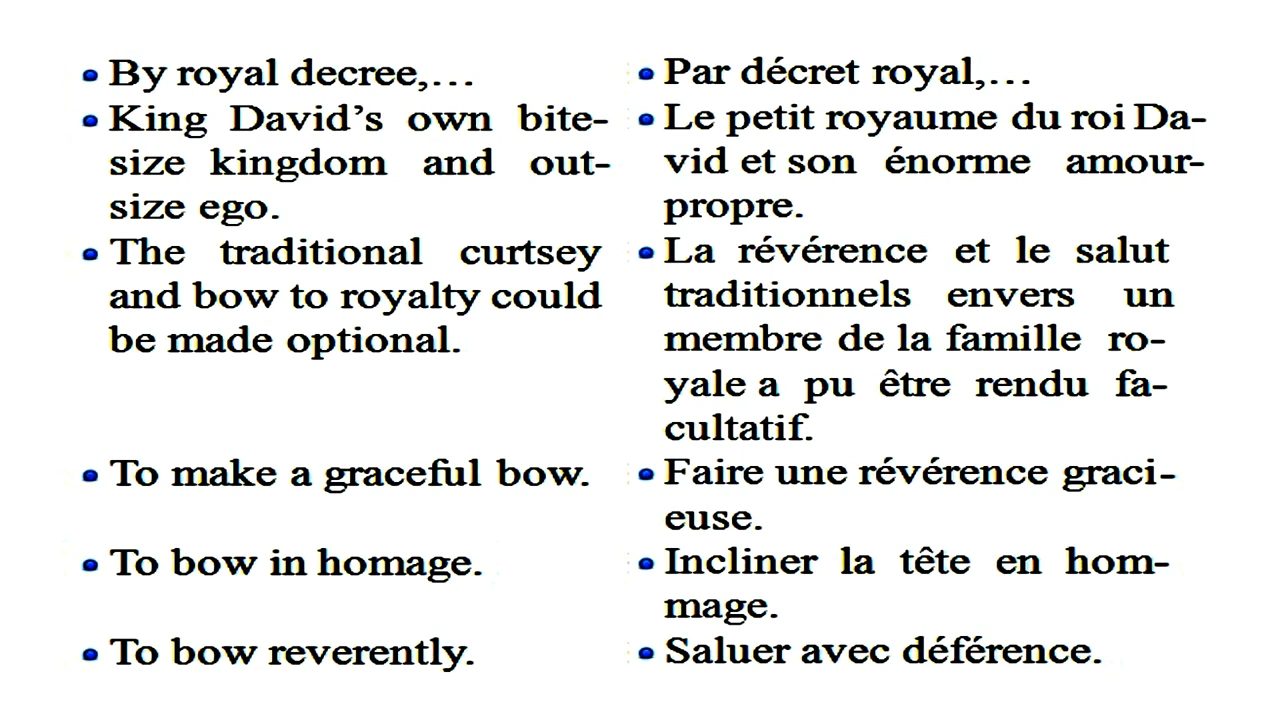 • By royal decree,...
• King David's own bite-
size kingdom and out-
size ego.
• The traditional curtsey
and bow to royalty could
be made optional.
• To make a graceful bow.
• To bow in homage.
• To bow reverently.
• Par décret royal,...
• Le petit royaume du roi Da-
vid et son énorme amour-
propre.
• La révérence et le salut
traditionnels envers un
membre de la famille ro-
yale a pu être rendu fa-
cultatif.
• Faire une révérence graci-
euse.
• Incliner la tête en hom-
mage.
• Saluer avec déférence.